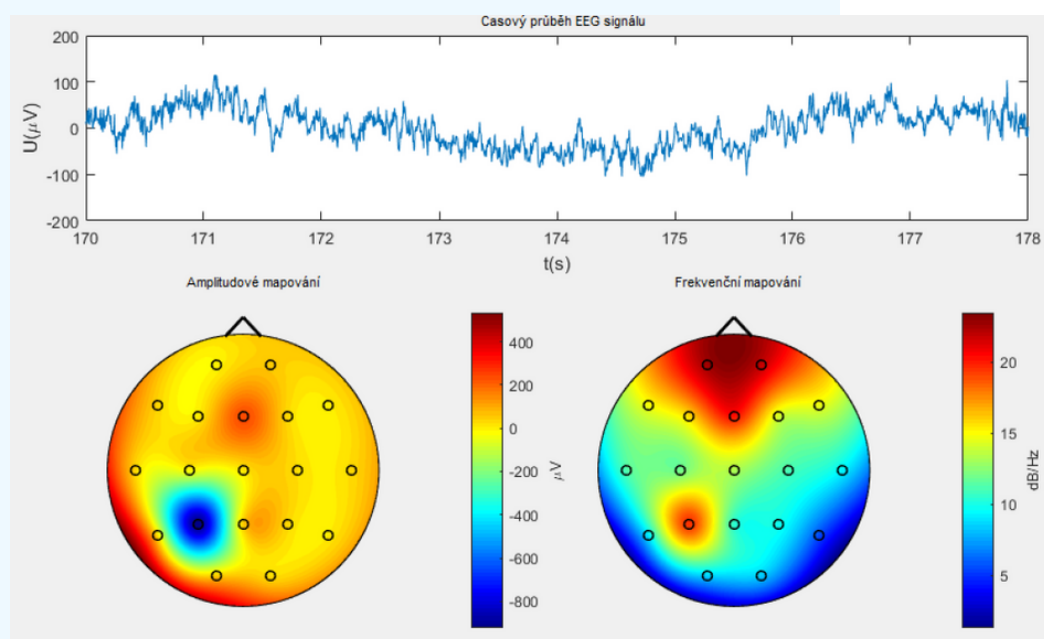 Casový průběh EEG signálu
200
100
0
-100
-200
U(μV)
170 171 172 173 174 175 176 177 178
t(s)
Amplitudové mapování
Frekvenční mapování
400
200
0
-200
-400
-600
-800
μV
20
15
10
5
dB/Hz